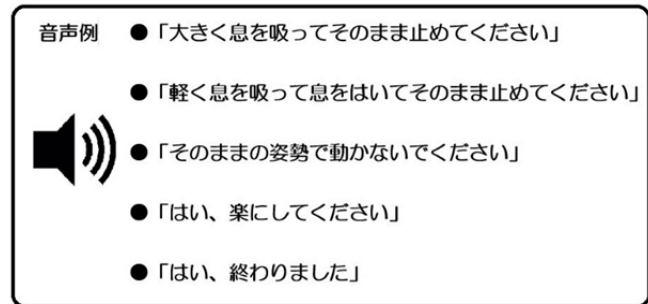 音声例
●「大きく息を吸ってそのまま止めてください」
●「軽く息を吸って息をはいてそのまま止めてください」
●「そのままの姿勢で動かないでください」
●「はい、楽にしてください」
●「はい、終わりました」